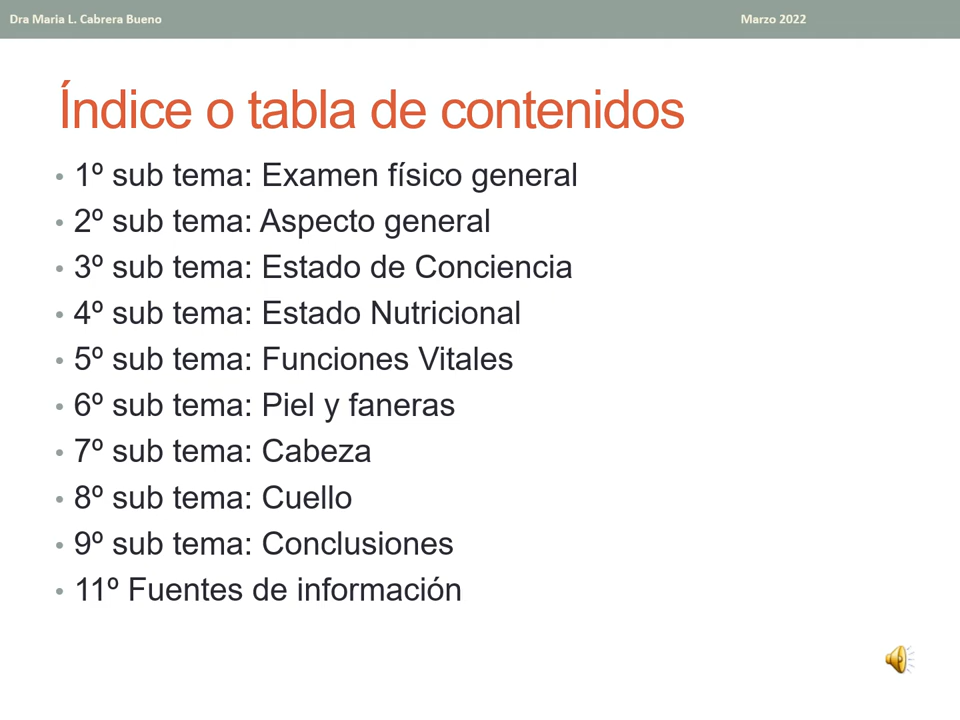 Dra Maria L. Cabrera Bueno
Marzo 2022
Índice o tabla de contenidos
• 1º sub tema: Examen físico general
• 2º sub tema: Aspecto general
• 3º sub tema: Estado de Conciencia
• 4º sub tema: Estado Nutricional
• 5º sub tema: Funciones Vitales
• 6º sub tema: Piel y faneras
• 7º sub tema: Cabeza
• 8º sub tema: Cuello
• 9º sub tema: Conclusiones
• 11º Fuentes de información